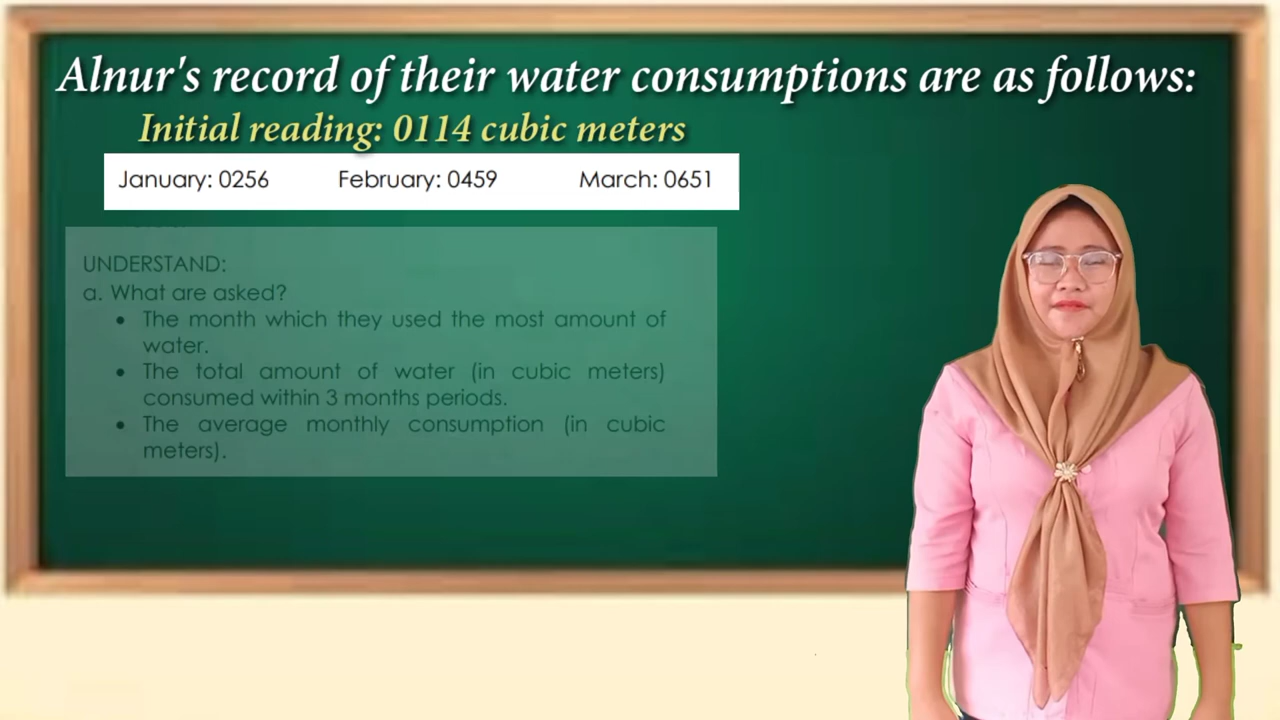 Alnur's record of their water consumptions are as follows:
Initial reading: 0114 cubic meters
January: 0256 February: 0459 March: 0651
UNDERSTAND:
a. What are asked?
• The month which they used the most amount of
water.
• The total amount of water (in cubic meters)
consumed within 3 months periods.
• The average monthly consumption (in cubic
meters).